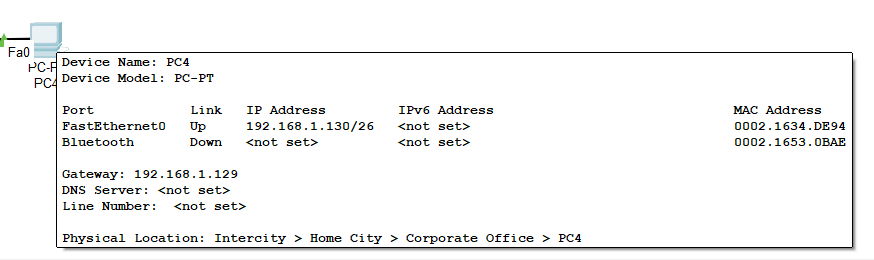 Fa0
PC-P
PC4
Device Name: PC4
Device Model: PC-PT
Port Link IP Address IPv6 Address MAC Address
FastEthernet0 Up 192.168.1.130/26 <not set> 0002.1634.DE94
Bluetooth Down <not set> <not set> 0002.1653.0BAE
Gateway: 192.168.1.129
DNS Server: <not set>
Line Number: <not set>
Physical Location: Intercity > Home City > Corporate Office > PC4